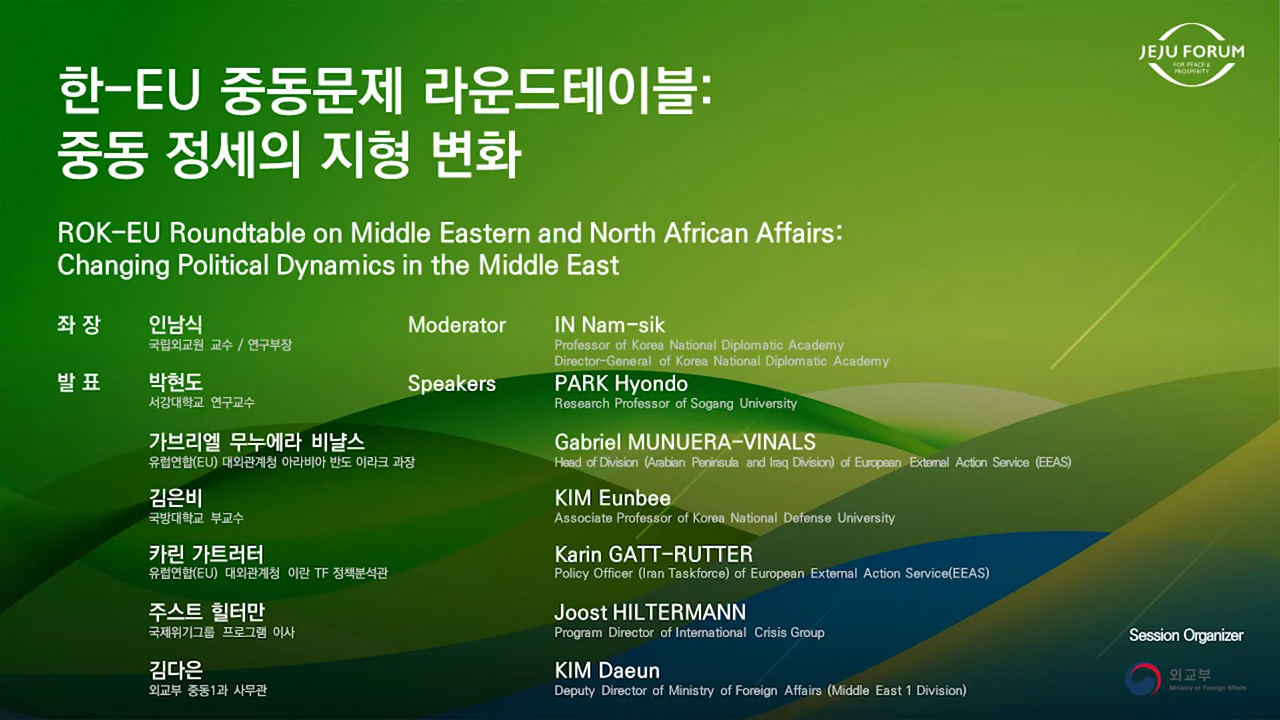 JEJU FORUM
FOR PEACE &
PROSPERITY
한-EU 중동문제 라운드테이블:
중동 정세의 지형 변화
ROK-EU Roundtable on Middle Eastern and North African Affairs:
Changing Political Dynamics in the Middle East
좌 장 인남식 Moderator IN Nam-sik
국립외교원 교수 / 연구부장 Professor of Korea National Diplomatic Academy
Director-General of Korea National Diplomatic Academy
발 표 박현도 Speakers PARK Hyondo
서강대학교 연구교수 Research Professor of Sogang University
가브리엘 무누에라 비냘스 Gabriel MUNUERA-VINALS
유럽연합(EU) 대외관계청 아라비아 반도 이라크 과장 Head of Division (Arabian Peninsula and Iraq Division) of European External Action Service (EEAS)
김은비 KIM Eunbee
국방대학교 부교수 Associate Professor of Korea National Defense University
카린 가트러터 Karin GATT-RUTTER
유럽연합(EU) 대외관계청 이란 TF 정책분석관 Policy Officer (Iran Taskforce) of European External Action Service(EEAS)
주스트 힐터만 Joost HILTERMANN
국제위기그룹 프로그램 이사 Program Director of International Crisis Group
김다은 KIM Daeun
외교부 중동1과 사무관 Deputy Director of Ministry of Foreign Affairs (Middle East 1 Division)
Session Organizer
외교부
Ministry of Foreign Affairs